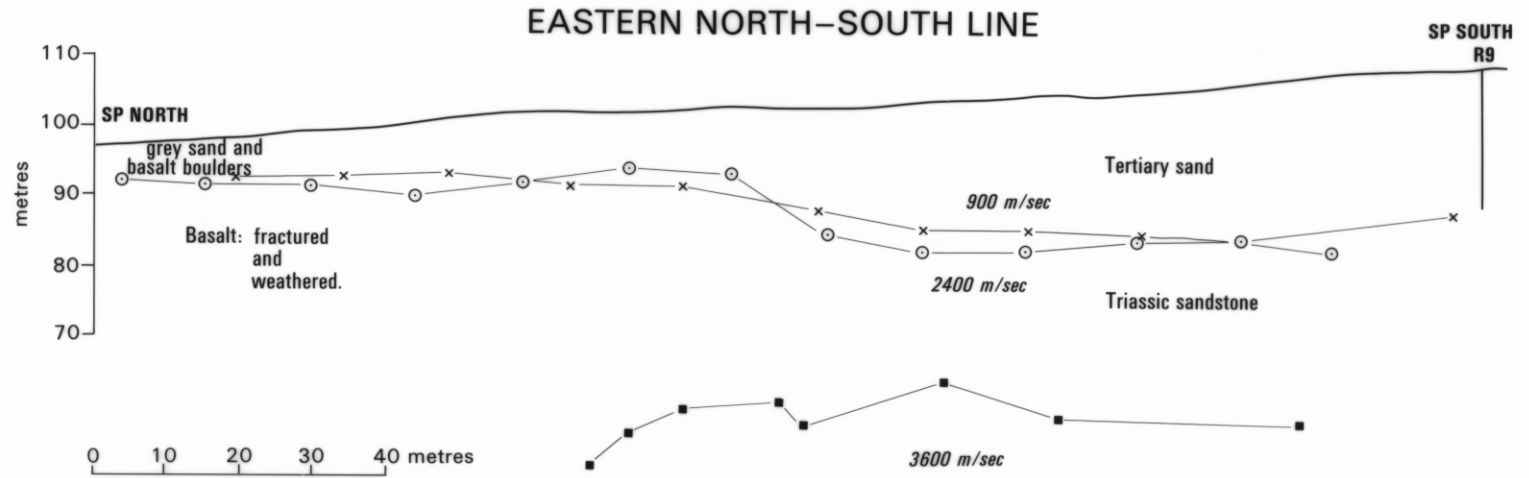 EASTERN NORTH–SOUTH LINE
SP SOUTH
R9
110
SP NORTH
100
grey sand and
basalt boulders
Tertiary sand
metres
90
900 m/sec
Basalt: fractured
and
weathered.
80
2400 m/sec
Triassic sandstone
70
0 10 20 30 40 metres
3600 m/sec